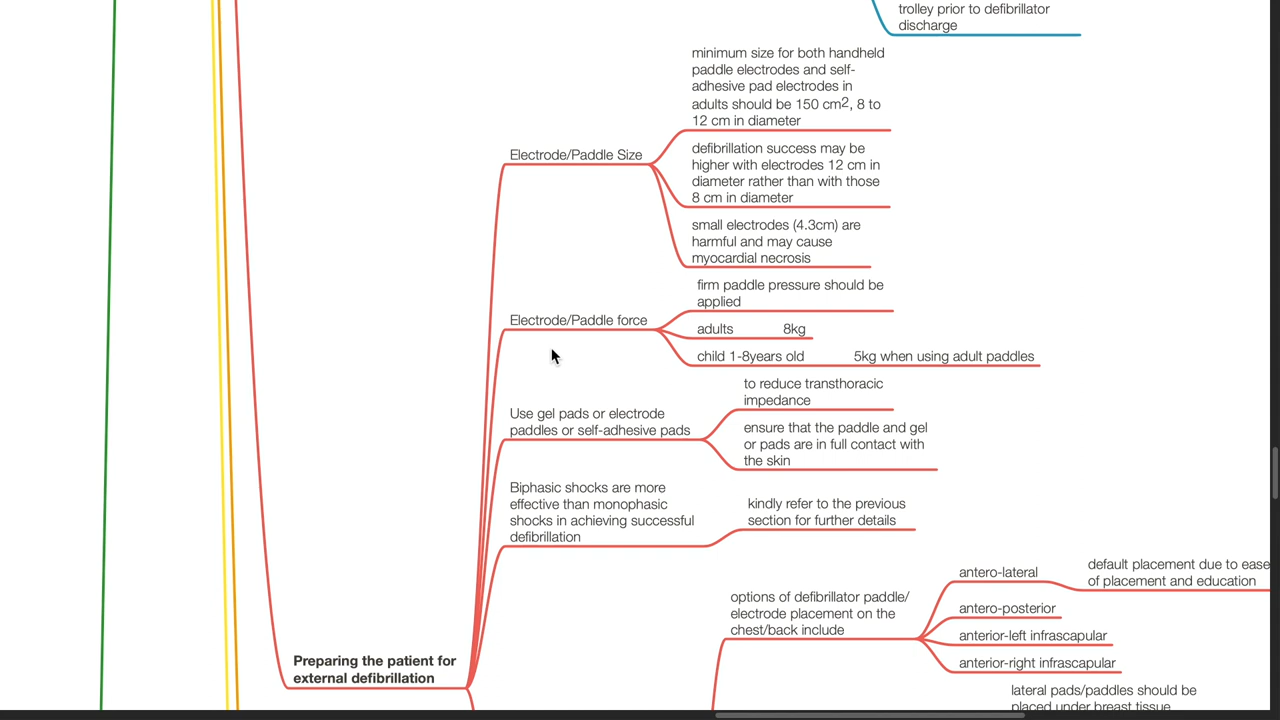 trolley prior to defibrillator
discharge
minimum size for both handheld
paddle electrodes and self-
adhesive pad electrodes in
adults should be 150 cm2, 8 to
12 cm in diameter
Electrode/Paddle Size
defibrillation success may be
higher with electrodes 12 cm in
diameter rather than with those
8 cm in diameter
small electrodes (4.3cm) are
harmful and may cause
myocardial necrosis
firm paddle pressure should be
applied
Electrode/Paddle force
adults 8kg
child 1-8years old 5kg when using adult paddles
to reduce transthoracic
impedance
Use gel pads or electrode
paddles or self-adhesive pads
ensure that the paddle and gel
or pads are in full contact with
the skin
Biphasic shocks are more
effective than monophasic
shocks in achieving successful
defibrillation
kindly refer to the previous
section for further details
antero-lateral
default placement due to ease
of placement and education
options of defibrillator paddle/
electrode placement on the
chest/back include
antero-posterior
anterior-left infrascapular
anterior-right infrascapular
Preparing the patient for
external defibrillation
lateral pads/paddles should be
placed under breast tissue